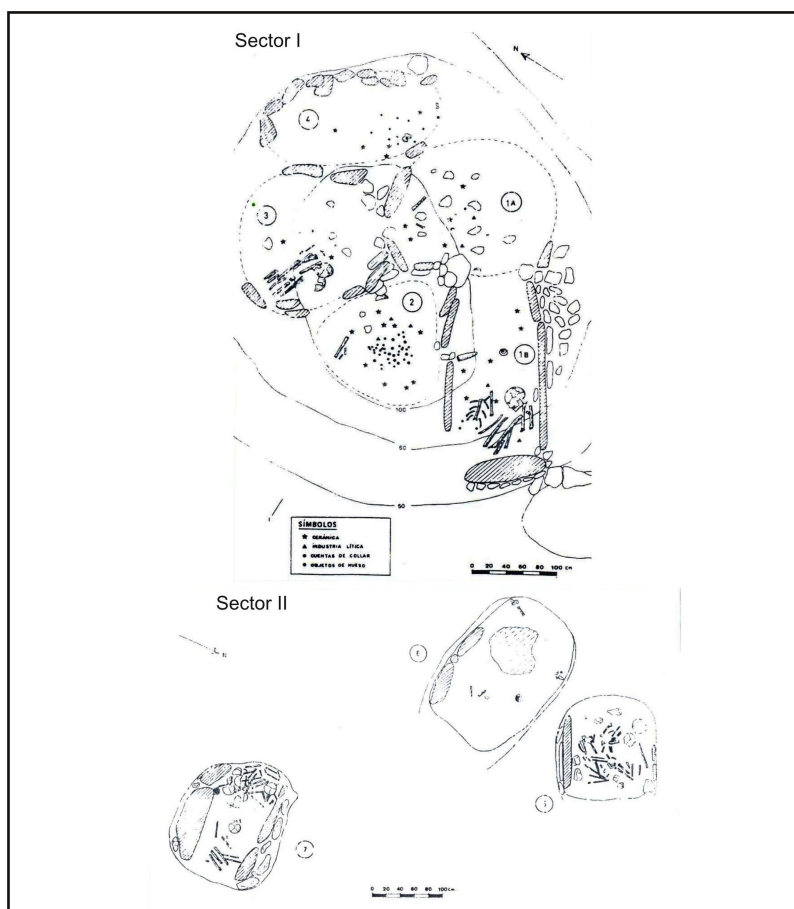 Sector I
N
4
3
1A
2
1B
100
60
50
SÍMBOLOS
★ CERÁMICA
▲ INDUSTRIA LÍTICA
● CUENTAS DE COLLAR
● OBJETOS DE HUESO
0 20 40 60 80 100 CM
Sector II
N
6
5
7
0 20 40 60 80 100 CM